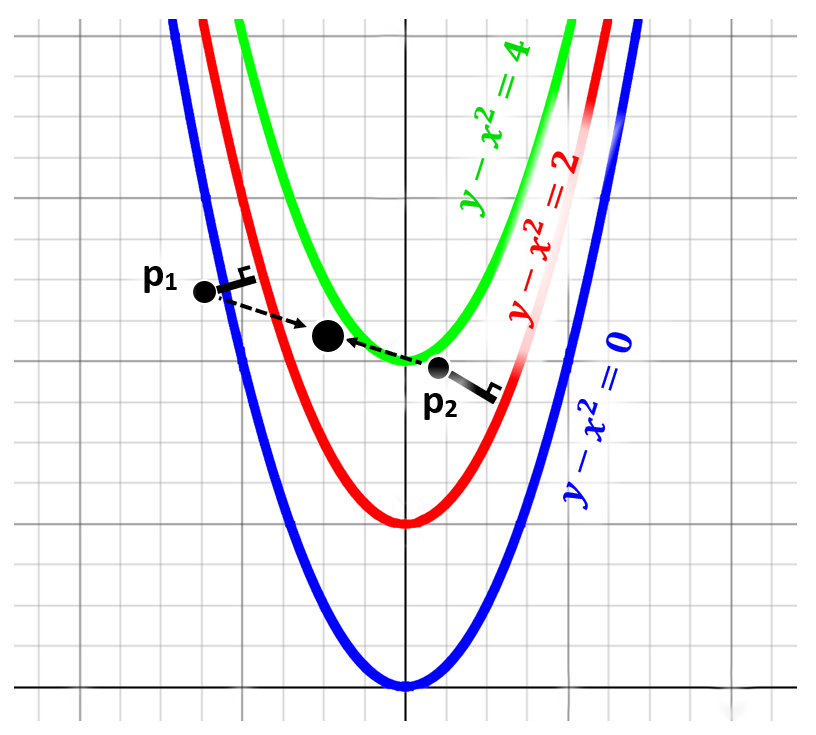 y − x² = 4
y − x² = 2
p₁
y − x² = 0
p₂